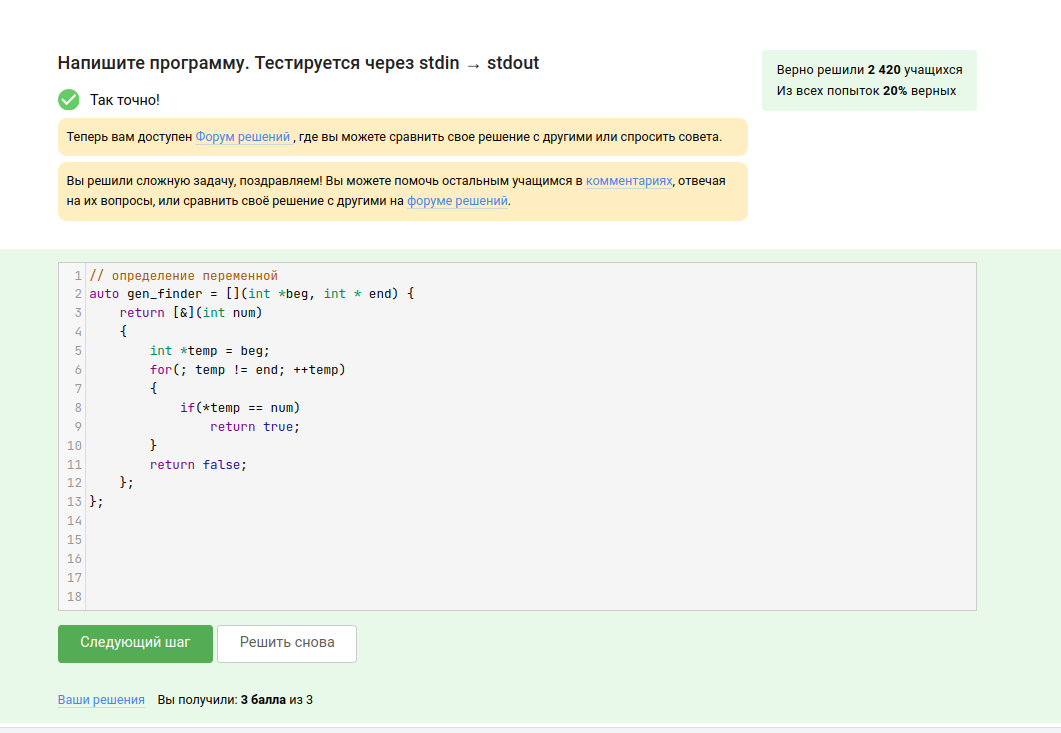 Напишите программу. Тестируется через stdin → stdout
Верно решили 2 420 учащихся
Из всех попыток 20% верных
Так точно!
Теперь вам доступен Форум решений , где вы можете сравнить свое решение с другими или спросить совета.
Вы решили сложную задачу, поздравляем! Вы можете помочь остальным учащимся в комментариях, отвечая
на их вопросы, или сравнить своё решение с другими на форуме решений.
1 // определение переменной
2 auto gen_finder = [](int *beg, int * end) {
3     return [&](int num)
4     {
5         int *temp = beg;
6         for(; temp != end; ++temp)
7         {
8             if(*temp == num)
9                 return true;
10         }
11         return false;
12     };
13 };
14
15
16
17
18
Следующий шаг
Решить снова
Ваши решения Вы получили: 3 балла из 3